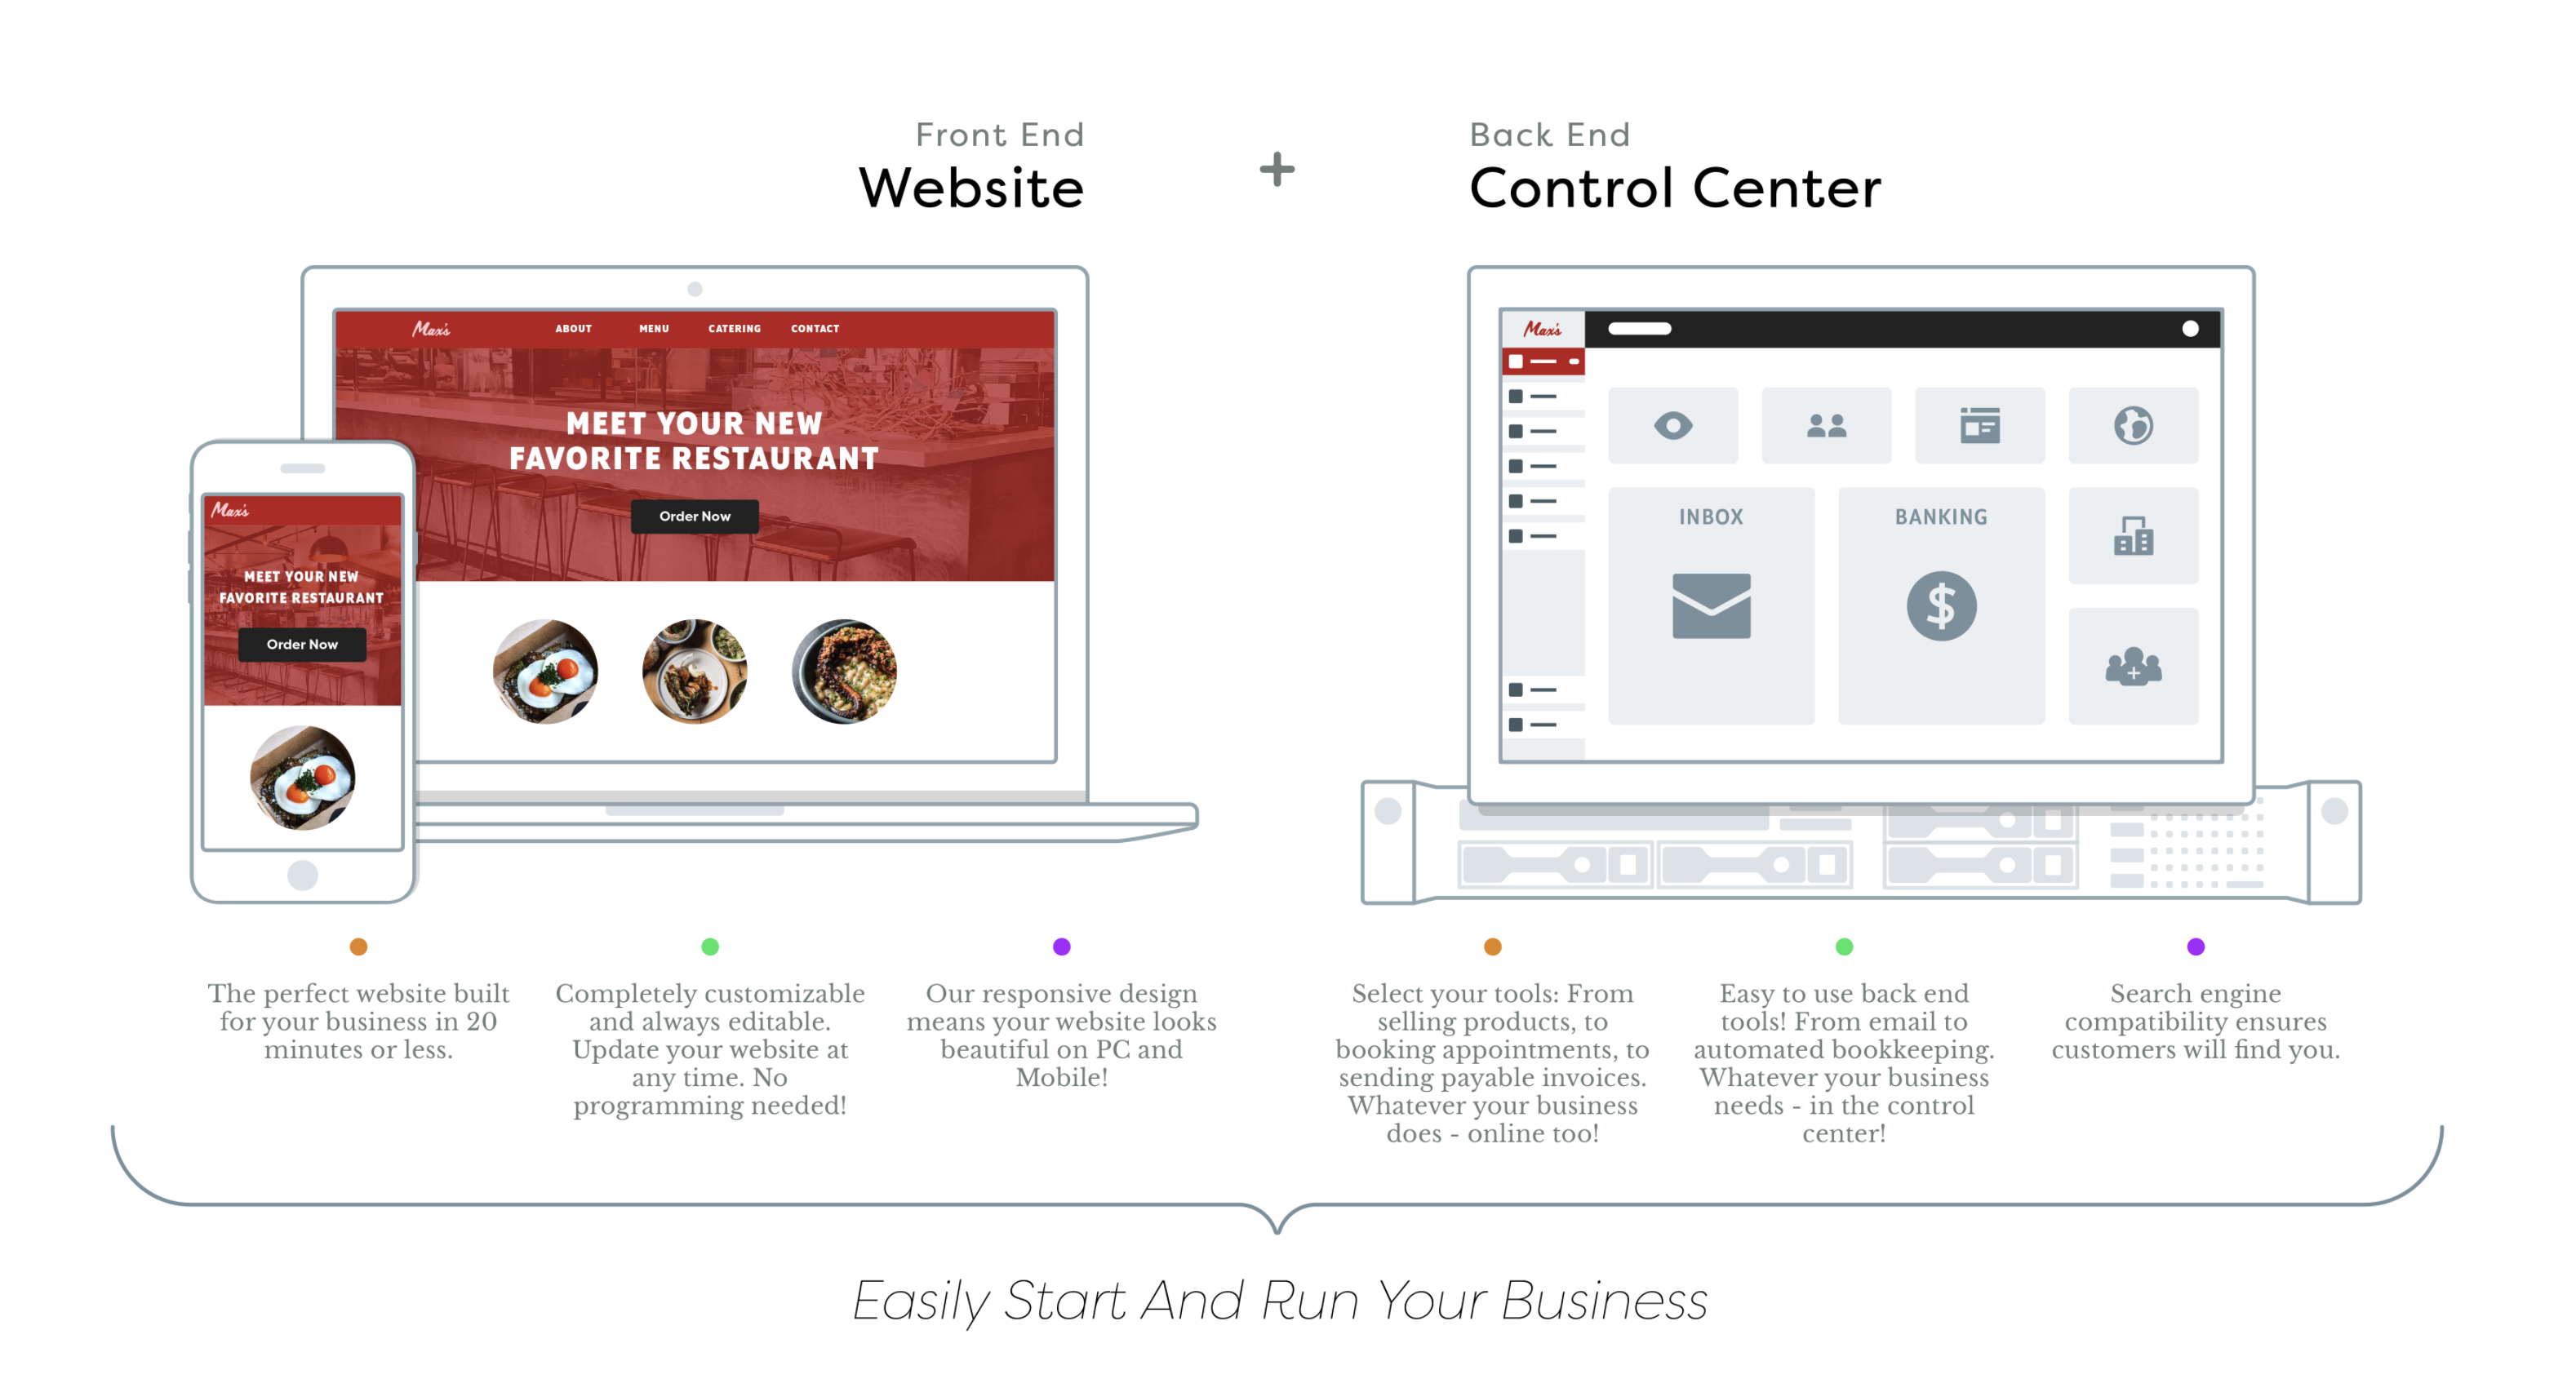 Front End
Website
+
Back End
Control Center
Max's
ABOUT MENU CATERING CONTACT
MEET YOUR NEW
FAVORITE RESTAURANT
Order Now
Max's
MEET YOUR NEW
FAVORITE RESTAURANT
Order Now
Max's
INBOX
BANKING
$
The perfect website built
for your business in 20
minutes or less.
Completely customizable
and always editable.
Update your website at
any time. No
programming needed!
Our responsive design
means your website looks
beautiful on PC and
Mobile!
Select your tools: From
selling products, to
booking appointments, to
sending payable invoices.
Whatever your business
does - online too!
Easy to use back end
tools! From email to
automated bookkeeping.
Whatever your business
needs - in the control
center!
Search engine
compatibility ensures
customers will find you.
Easily Start And Run Your Business